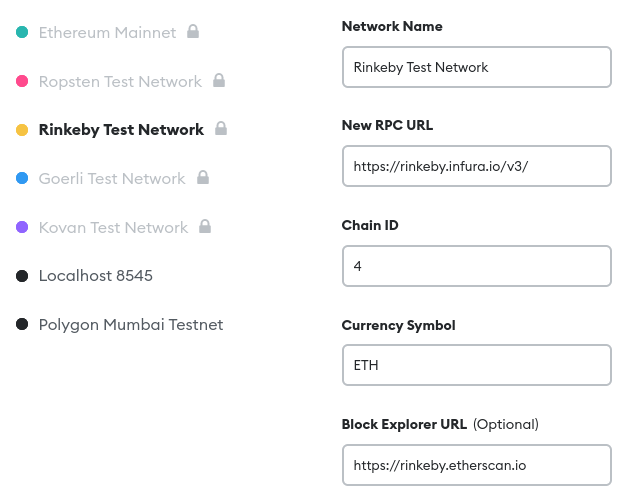 Ethereum Mainnet
Ropsten Test Network
Rinkeby Test Network
Goerli Test Network
Kovan Test Network
Localhost 8545
Polygon Mumbai Testnet
Network Name
Rinkeby Test Network
New RPC URL
https://rinkeby.infura.io/v3/
Chain ID
4
Currency Symbol
ETH
Block Explorer URL (Optional)
https://rinkeby.etherscan.io